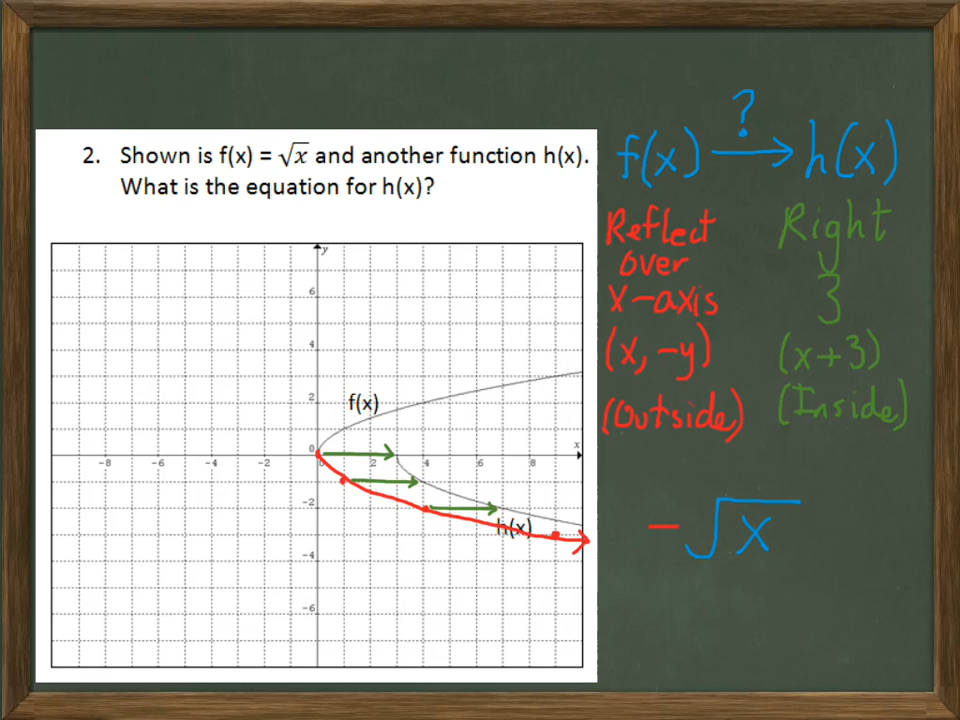 2. Shown is f(x) = √x and another function h(x).
What is the equation for h(x)?
f(x) ?→ h(x)
Reflect
over
x-axis
(x, -y)
(Outside)
Right
3
(x+3)
(Inside)
-√x
y
6
4
2
0
-8 -6 -4 -2 0 2 4 6 8 x
-2
-4
-6
f(x)
h(x)